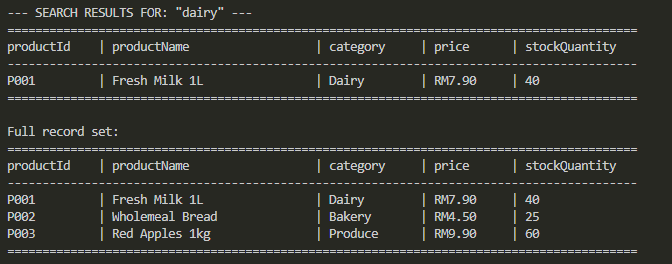 --- SEARCH RESULTS FOR: "dairy" ---
==========================================================================================
productId    | productName                  | category    | price       | stockQuantity
------------------------------------------------------------------------------------------
P001         | Fresh Milk 1L                | Dairy       | RM7.90      | 40
==========================================================================================

Full record set:
==========================================================================================
productId    | productName                  | category    | price       | stockQuantity
------------------------------------------------------------------------------------------
P001         | Fresh Milk 1L                | Dairy       | RM7.90      | 40
P002         | Wholemeal Bread              | Bakery      | RM4.50      | 25
P003         | Red Apples 1kg               | Produce     | RM9.90      | 60
==========================================================================================